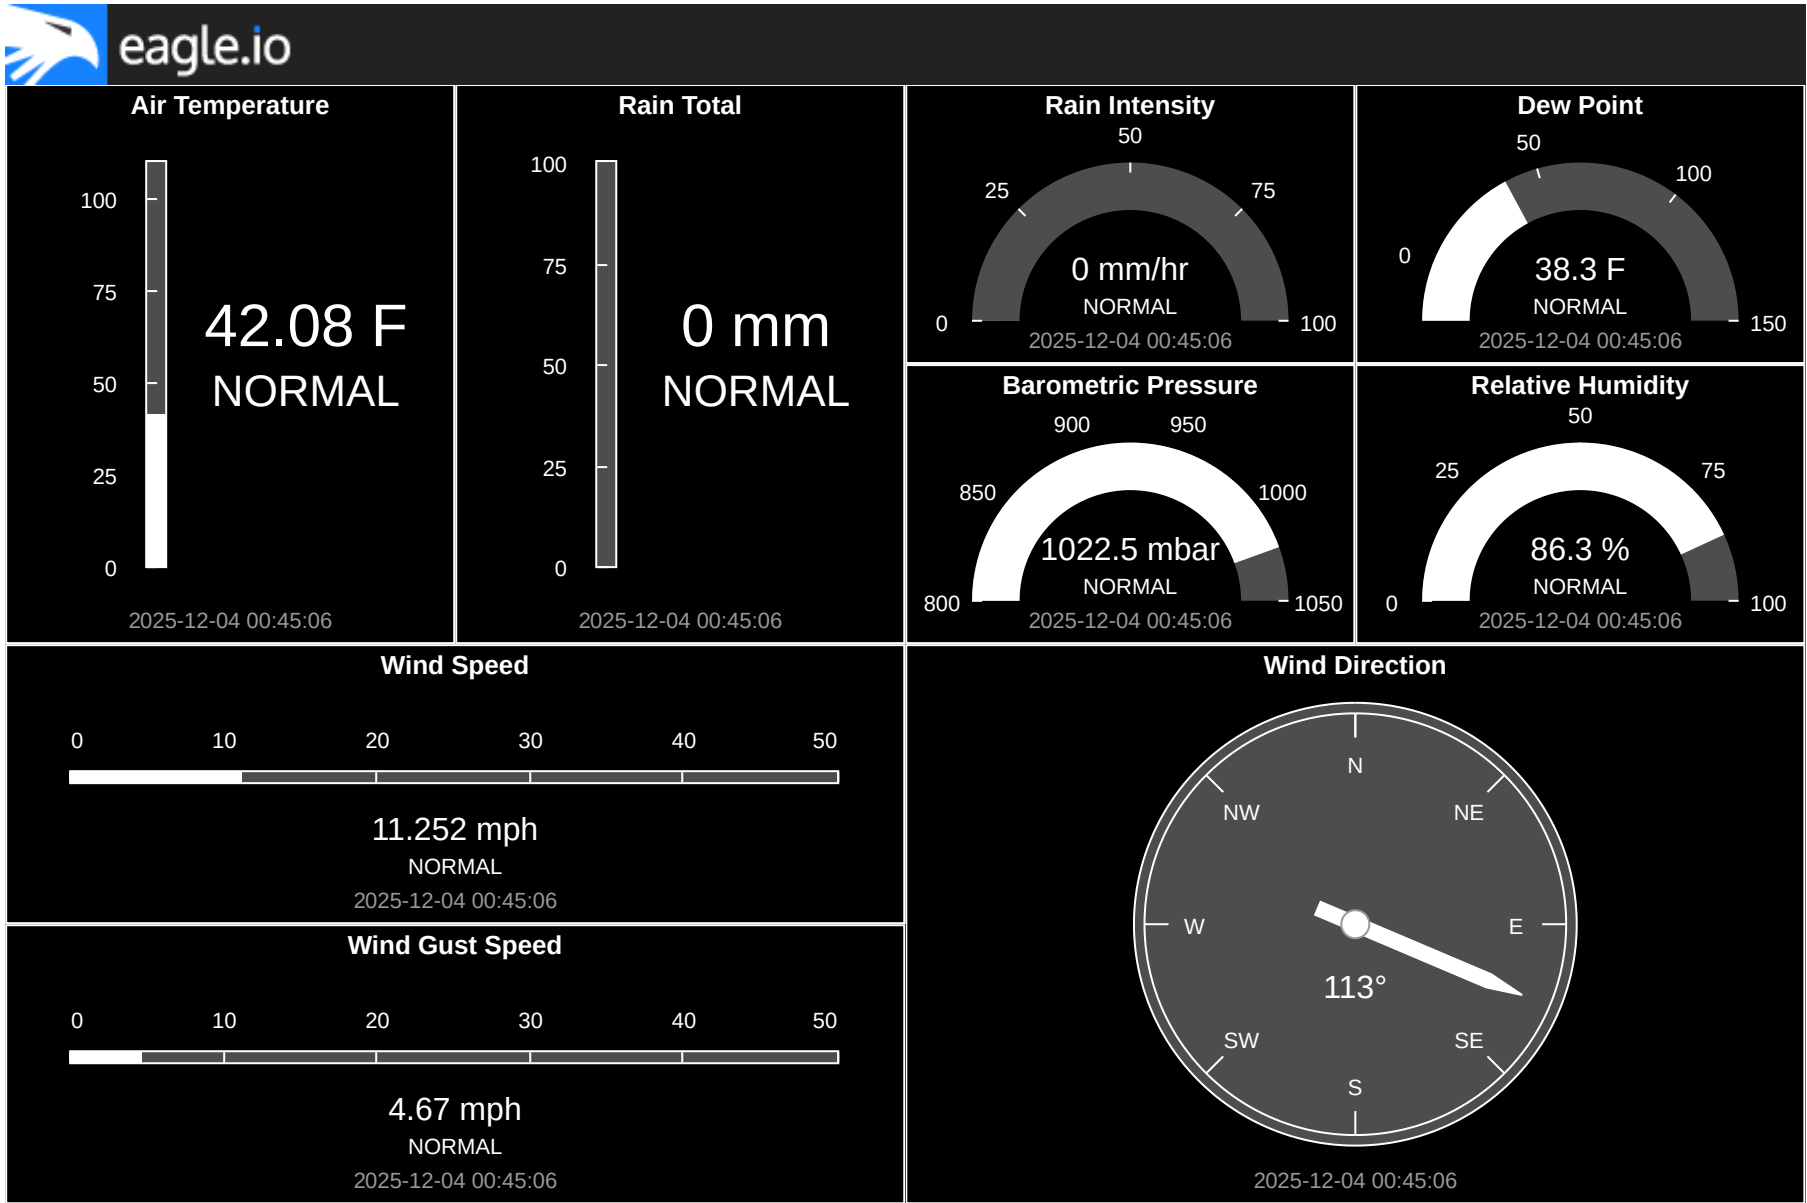 eagle.io
Air Temperature
100
75
50
25
0
42.08 F
NORMAL
2025-12-04 00:45:06
Rain Total
100
75
50
25
0
0 mm
NORMAL
2025-12-04 00:45:06
Rain Intensity
50
25
75
0
100
0 mm/hr
NORMAL
2025-12-04 00:45:06
Dew Point
50
100
0
150
38.3 F
NORMAL
2025-12-04 00:45:06
Barometric Pressure
900
950
850
1000
800
1050
1022.5 mbar
NORMAL
2025-12-04 00:45:06
Relative Humidity
50
25
75
0
100
86.3 %
NORMAL
2025-12-04 00:45:06
Wind Speed
0 10 20 30 40 50
11.252 mph
NORMAL
2025-12-04 00:45:06
Wind Gust Speed
0 10 20 30 40 50
4.67 mph
NORMAL
2025-12-04 00:45:06
Wind Direction
N
NW NE
W E
113°
SW SE
S
2025-12-04 00:45:06